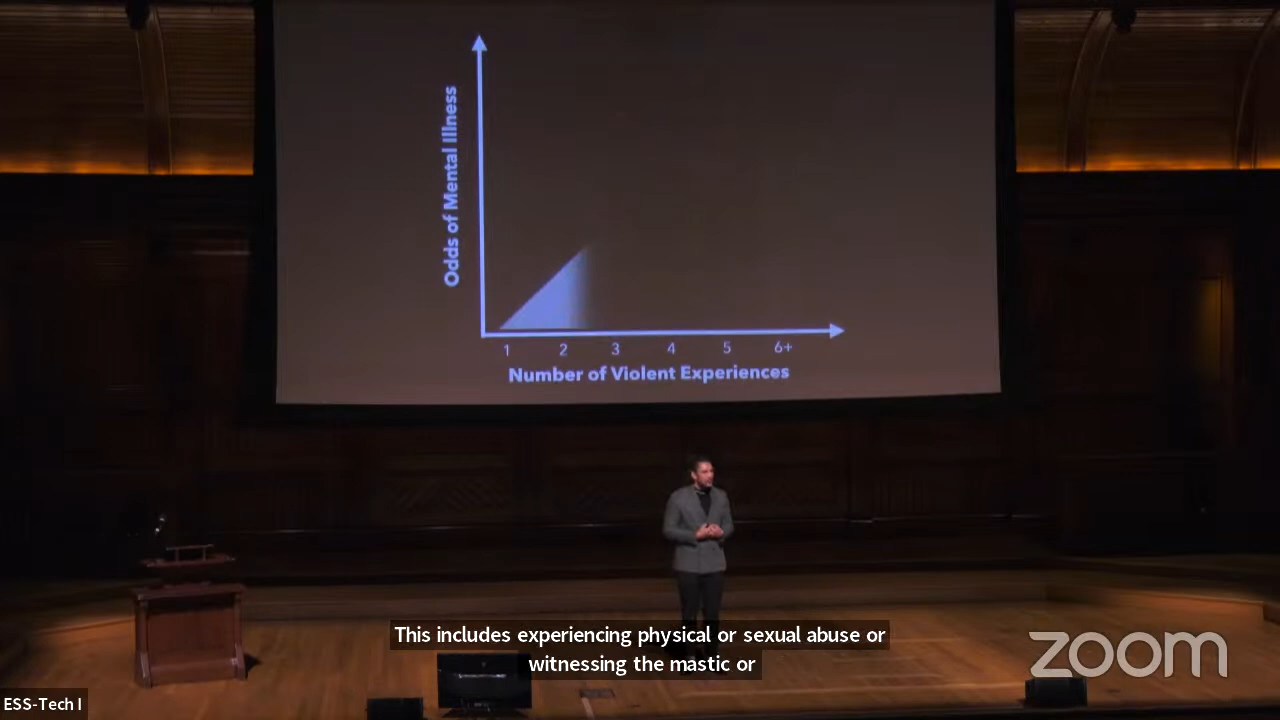 Odds of Mental Illness
1 2 3 4 5 6+
Number of Violent Experiences
This includes experiencing physical or sexual abuse or
witnessing the mastic or
zoom
ESS-Tech I